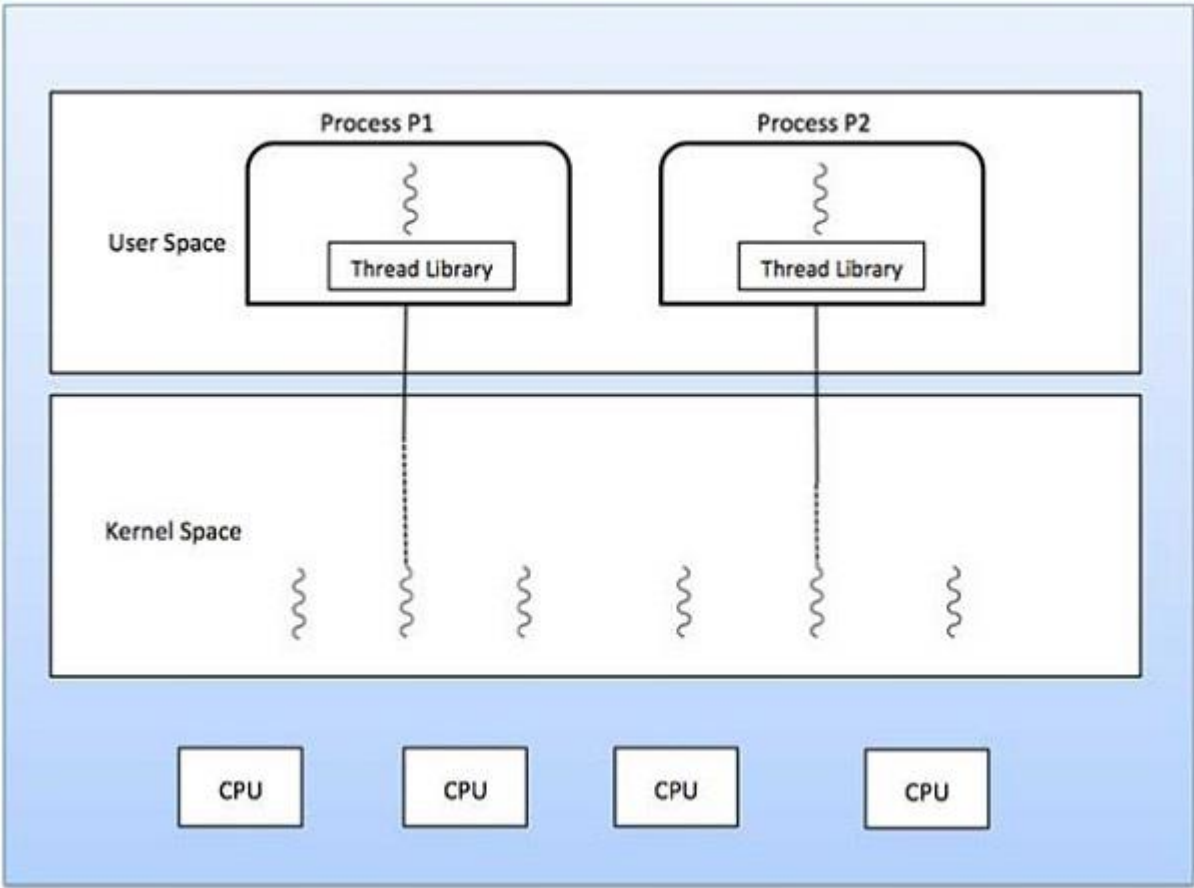 Process P1
Process P2
User Space
Thread Library
Thread Library
Kernel Space
CPU
CPU
CPU
CPU